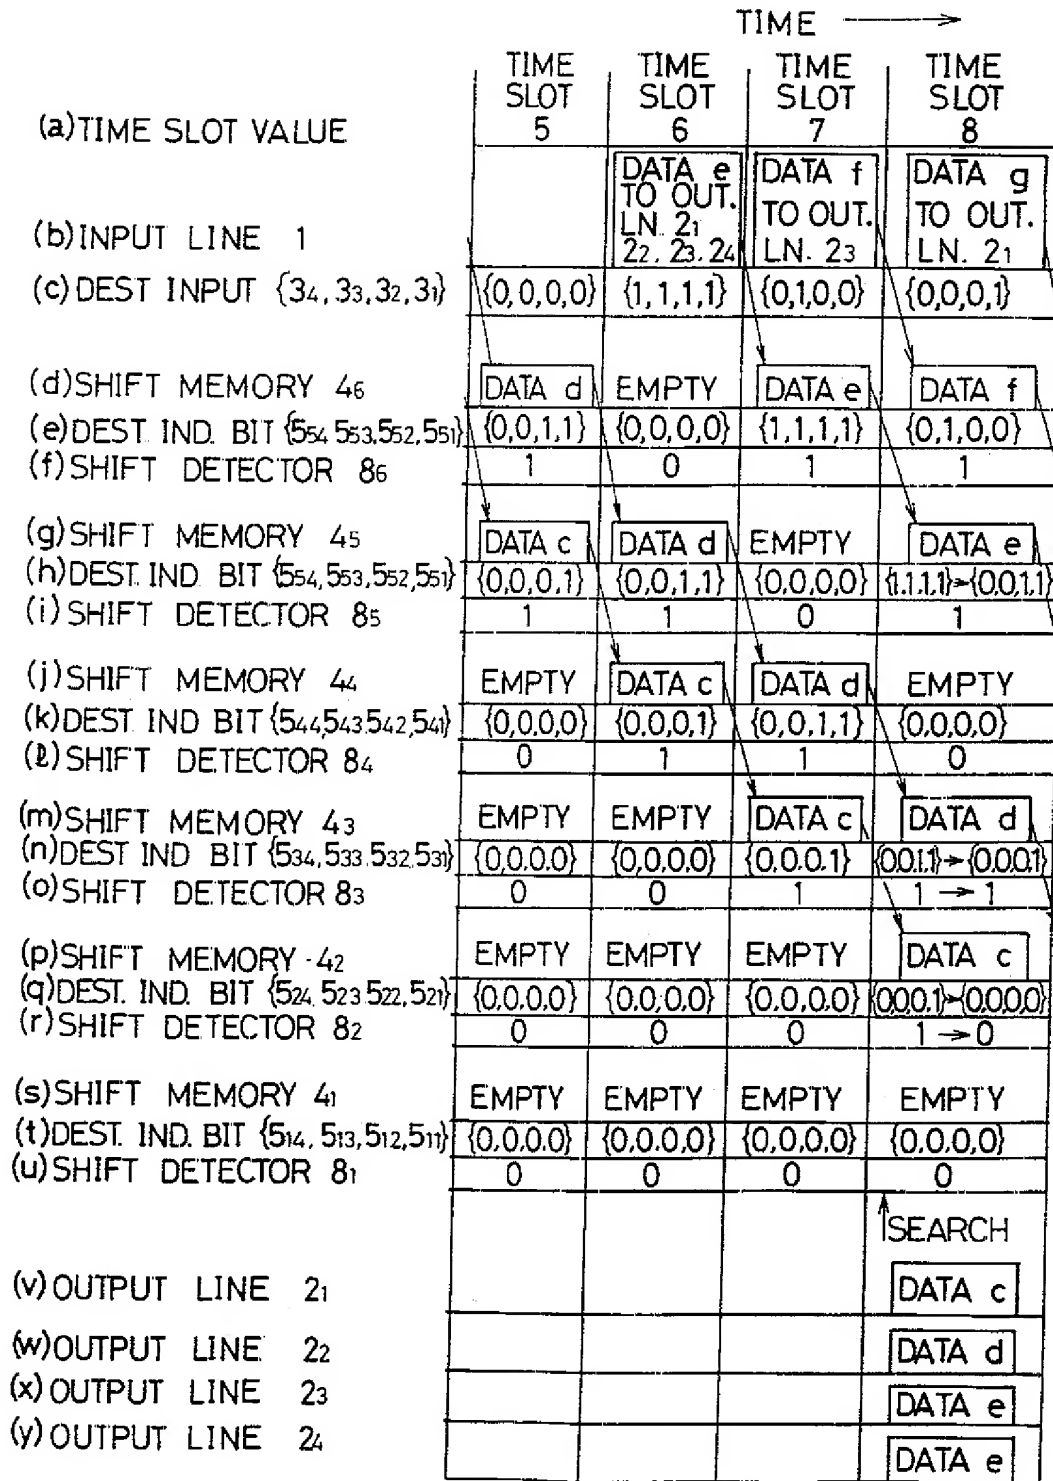 TIME
TIME SLOT 5 TIME SLOT 6 TIME SLOT 7 TIME SLOT 8
(a) TIME SLOT VALUE
DATA e TO OUT. LN. 21 22, 23, 24 DATA f TO OUT. LN. 23 DATA g TO OUT. LN. 21
(b) INPUT LINE 1
(c) DEST INPUT {34, 33, 32, 31} {0,0,0,0} {1,1,1,1} {0,1,0,0} {0,0,0,1}
(d) SHIFT MEMORY 46 DATA d EMPTY DATA e DATA f
(e) DEST. IND. BIT {554 553, 552, 551} {0,0,1,1} {0,0,0,0} {1,1,1,1} {0,1,0,0}
(f) SHIFT DETECTOR 86 1 0 1 1
(g) SHIFT MEMORY 45 DATA c DATA d EMPTY DATA e
(h) DEST. IND. BIT {554, 553, 552, 551} {0,0,0,1} {0,0,1,1} {0,0,0,0} {1,1,1,1}→{0,0,1,1}
(i) SHIFT DETECTOR 85 1 1 0 1
(j) SHIFT MEMORY 44 EMPTY DATA c DATA d EMPTY
(k) DEST. IND BIT {544,543.542,541} {0,0,0,0} {0,0,0,1} {0,0,1,1} {0,0,0,0}
(l) SHIFT DETECTOR 84 0 1 1 0
(m) SHIFT MEMORY 43 EMPTY EMPTY DATA c DATA d
(n) DEST. IND BIT {534, 533. 532, 531} {0,0.0.0} {0,0.0,0} {0.0.0.1} {0.0.1.1}→{0.0.0.1}
(o) SHIFT DETECTOR 83 0 0 1 1 → 1
(p) SHIFT MEMORY 42 EMPTY EMPTY EMPTY DATA c
(q) DEST. IND. BIT {524, 523 522, 521} {0.0.0.0} {0.0.0.0} {0.0.0.0} {0.0.0.1}→{0.0.0.0}
(r) SHIFT DETECTOR 82 0 0 0 1 → 0
(s) SHIFT MEMORY 41 EMPTY EMPTY EMPTY EMPTY
(t) DEST. IND. BIT {514, 513, 512, 511} {0.0.0.0} {0.0.0.0} {0.0.0.0} {0.0.0,0}
(u) SHIFT DETECTOR 81 0 0 0 0
SEARCH
(v) OUTPUT LINE 21 DATA c
(w) OUTPUT LINE 22 DATA d
(x) OUTPUT LINE 23 DATA e
(y) OUTPUT LINE 24 DATA e